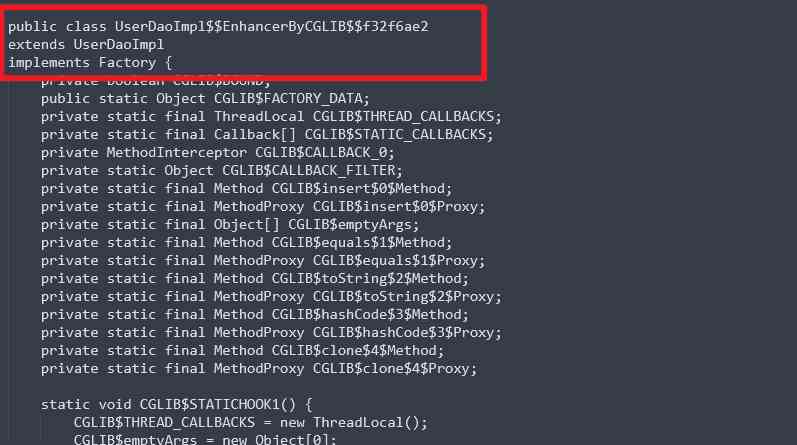 public class UserDaoImpl$$EnhancerByCGLIB$$f32f6ae2
extends UserDaoImpl
implements Factory {
private boolean CGLIB$BOUND;
public static Object CGLIB$FACTORY_DATA;
private static final ThreadLocal CGLIB$THREAD_CALLBACKS;
private static final Callback[] CGLIB$STATIC_CALLBACKS;
private MethodInterceptor CGLIB$CALLBACK_0;
private static Object CGLIB$CALLBACK_FILTER;
private static final Method CGLIB$insert$0$Method;
private static final MethodProxy CGLIB$insert$0$Proxy;
private static final Object[] CGLIB$emptyArgs;
private static final Method CGLIB$equals$1$Method;
private static final MethodProxy CGLIB$equals$1$Proxy;
private static final Method CGLIB$toString$2$Method;
private static final MethodProxy CGLIB$toString$2$Proxy;
private static final Method CGLIB$hashCode$3$Method;
private static final MethodProxy CGLIB$hashCode$3$Proxy;
private static final Method CGLIB$clone$4$Method;
private static final MethodProxy CGLIB$clone$4$Proxy;
static void CGLIB$STATICHOOK1() {
CGLIB$THREAD_CALLBACKS = new ThreadLocal();
CGLIB$emptyArgs = new Object[0];